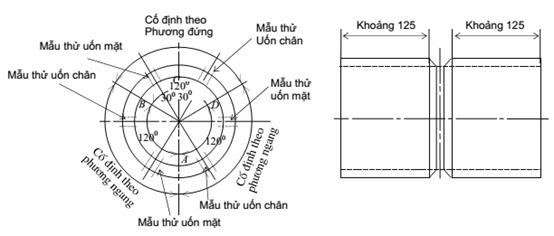 Cố định theo
Phương đứng
Mẫu thử uốn mặt
Mẫu thử
Uốn chân
Mẫu thử uốn chân
Mẫu thử
uốn mặt
C
120°
30° 30°
B
D
120°
120°
A
Cố định theo
phương ngang
Cố định theo
phương ngang
Mẫu thử uốn chân
Mẫu thử uốn mặt
Khoảng 125
Khoảng 125